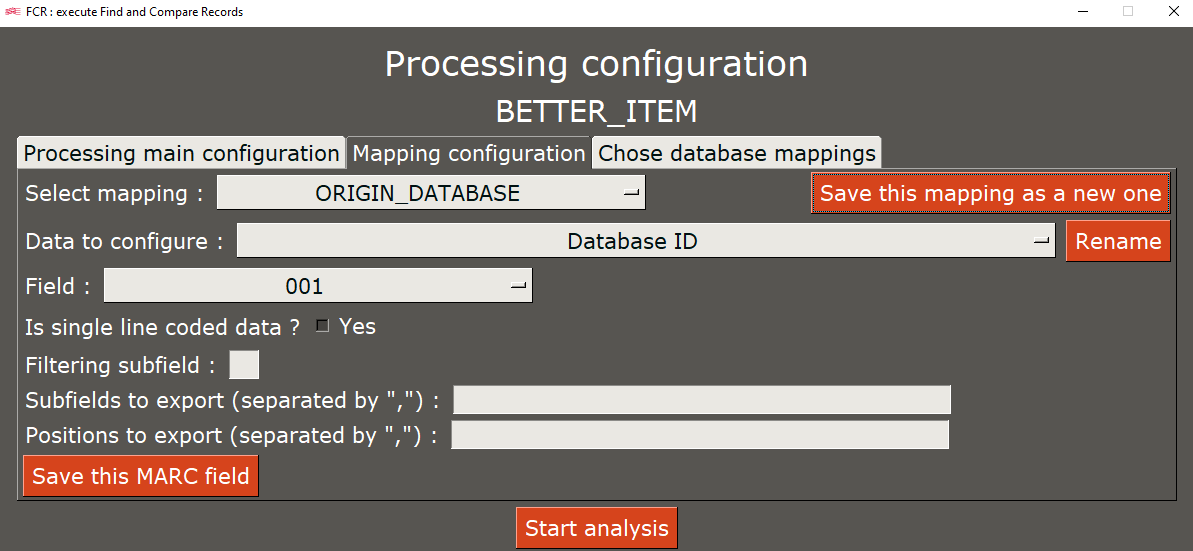 FCR : execute Find and Compare Records
Processing configuration
BETTER_ITEM
Processing main configuration Mapping configuration Chose database mappings
Select mapping : ORIGIN_DATABASE Save this mapping as a new one
Data to configure : Database ID Rename
Field : 001
Is single line coded data ? Yes
Filtering subfield :
Subfields to export (separated by ",") :
Positions to export (separated by ",") :
Save this MARC field
Start analysis